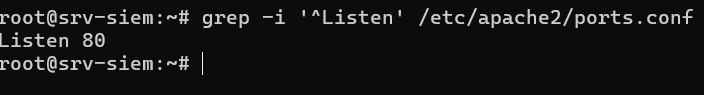 root@srv-siem:~# grep -i '^Listen' /etc/apache2/ports.conf
Listen 80
root@srv-siem:~#